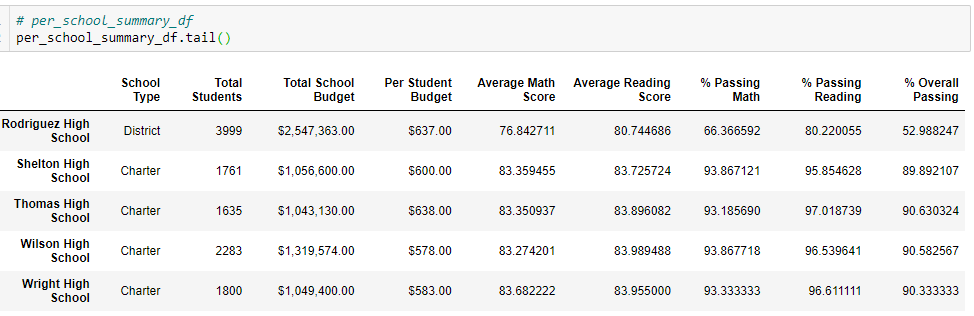 # per_school_summary_df
per_school_summary_df.tail()
School Type Total Students Total School Budget Per Student Budget Average Math Score Average Reading Score % Passing Math % Passing Reading % Overall Passing
Rodriguez High School District 3999 $2,547,363.00 $637.00 76.842711 80.744686 66.366592 80.220055 52.988247
Shelton High School Charter 1761 $1,056,600.00 $600.00 83.359455 83.725724 93.867121 95.854628 89.892107
Thomas High School Charter 1635 $1,043,130.00 $638.00 83.350937 83.896082 93.185690 97.018739 90.630324
Wilson High School Charter 2283 $1,319,574.00 $578.00 83.274201 83.989488 93.867718 96.539641 90.582567
Wright High School Charter 1800 $1,049,400.00 $583.00 83.682222 83.955000 93.333333 96.611111 90.333333